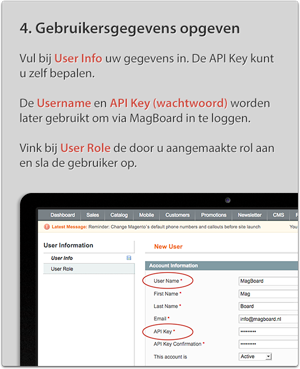 4. Gebruikersgegevens opgeven
Vul bij User Info uw gegevens in. De API Key kunt
u zelf bepalen.
De Username en API Key (wachtwoord) worden
later gebruikt om via MagBoard in te loggen.
Vink bij User Role de door u aangemaakte rol aan
en sla de gebruiker op.
Dashboard Sales Catalog Mobile Customers Promotions Newsletter CMS
Latest Message: Reminder: Change Magento's default phone numbers and callouts before site launch
User Information
User Info
User Role
New User
Account Information
User Name * MagBoard
First Name * Mag
Last Name * Board
Email * info@magboard.nl
API Key * ********
API Key Confirmation * ********
This account is Active